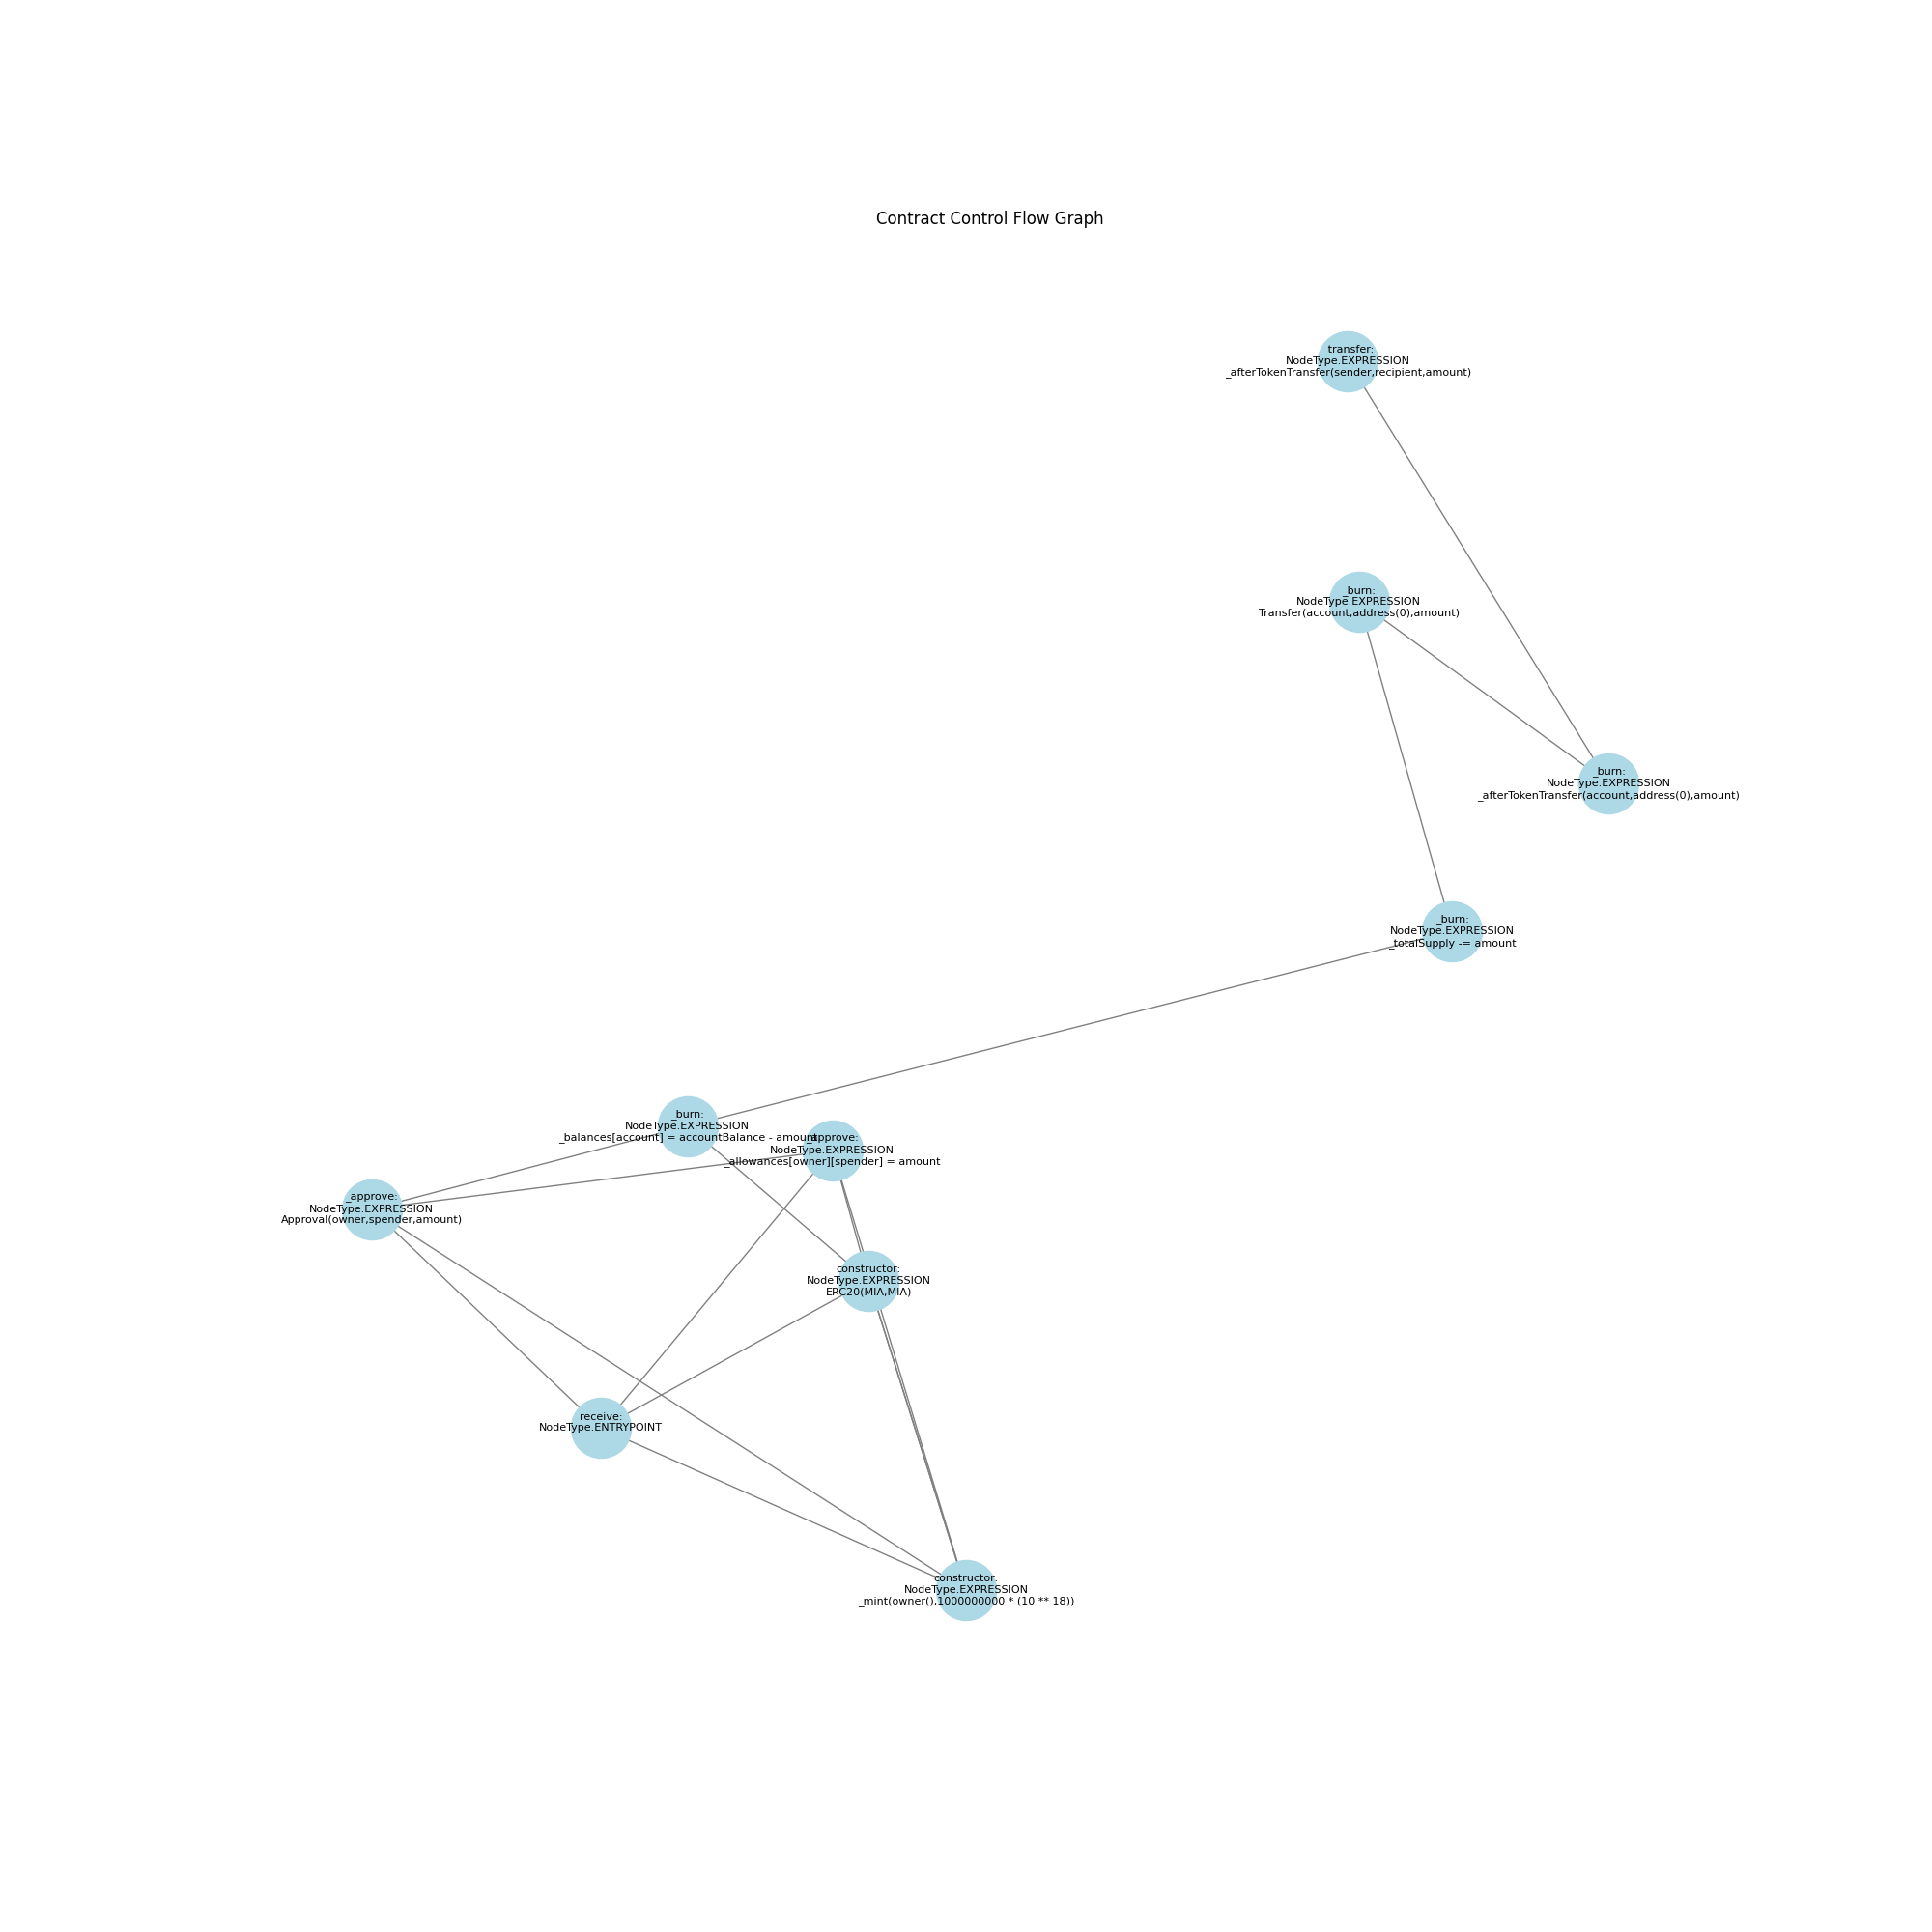 Contract Control Flow Graph
_transfer:
NodeType.EXPRESSION
_afterTokenTransfer(sender,recipient,amount)
_burn:
NodeType.EXPRESSION
Transfer(account,address(0),amount)
_burn:
NodeType.EXPRESSION
_afterTokenTransfer(account,address(0),amount)
_burn:
NodeType.EXPRESSION
_totalSupply -= amount
_burn:
NodeType.EXPRESSION
_balances[account] = accountBalance - amount
_approve:
NodeType.EXPRESSION
_allowances[owner][spender] = amount
_approve:
NodeType.EXPRESSION
Approval(owner,spender,amount)
constructor:
NodeType.EXPRESSION
ERC20(MIA,MIA)
receive:
NodeType.ENTRYPOINT
constructor:
NodeType.EXPRESSION
_mint(owner(),1000000000 * (10 ** 18))